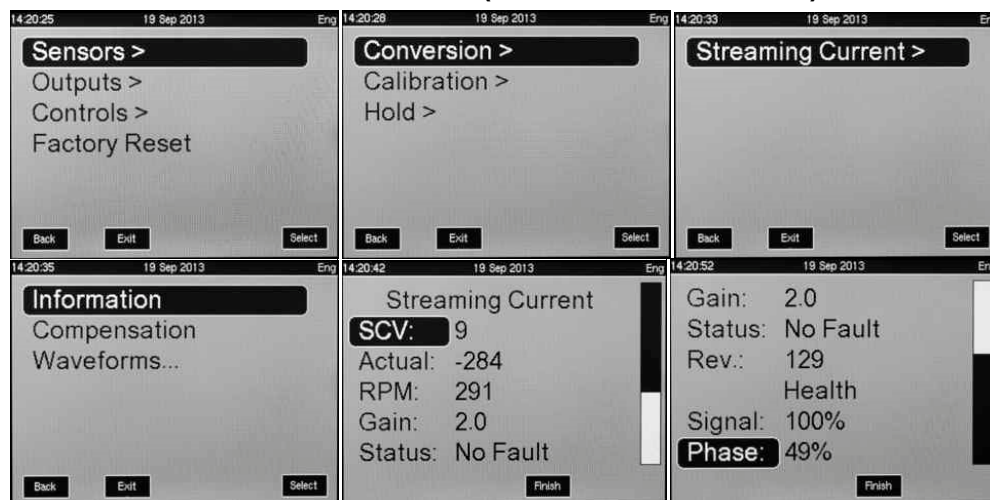 14:20:25 19 Sep 2013 Eng
Sensors >
Outputs >
Controls >
Factory Reset
Back Exit Select
14:20:28 19 Sep 2013 Eng
Conversion >
Calibration >
Hold >
Back Exit Select
14:20:33 19 Sep 2013
Streaming Current >
Back Exit Select
14:20:35 19 Sep 2013 Eng
Information
Compensation
Waveforms...
Back Exit Select
14:20:42 19 Sep 2013 Eng
Streaming Current
SCV: 9
Actual: -284
RPM: 291
Gain: 2.0
Status: No Fault
Finish
14:20:52 19 Sep 2013
Gain: 2.0
Status: No Fault
Rev.: 129
Health
Signal: 100%
Phase: 49%
Finish